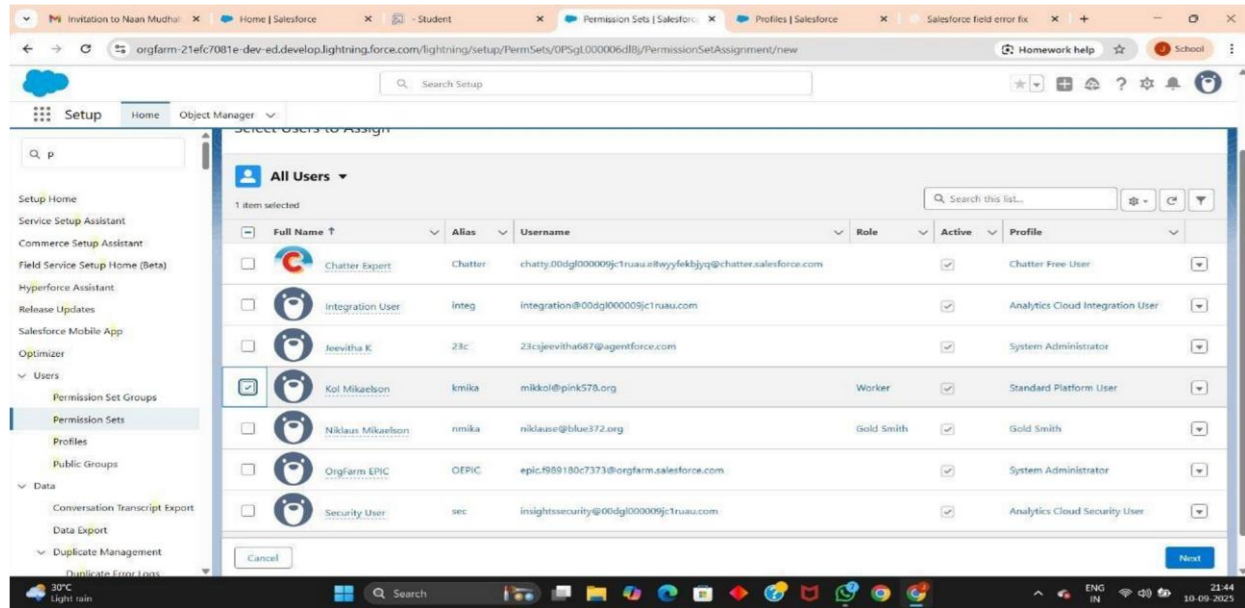 Invitation to Naan Mudhal
Home | Salesforce
- Student
Permission Sets | Salesforc
Profiles | Salesforce
Salesforce field error fix
orgfarm-21efc7081e-dev-ed.develop.lightning.force.com/lightning/setup/PermSets/0PSgL000006dl8j/PermissionSetAssignment/new
Homework help
J School
Search Setup
Setup Home Object Manager
Select Users to Assign
p
Setup Home
Service Setup Assistant
Commerce Setup Assistant
Field Service Setup Home (Beta)
Hyperforce Assistant
Release Updates
Salesforce Mobile App
Optimizer
Users
Permission Set Groups
Permission Sets
Profiles
Public Groups
Data
Conversation Transcript Export
Data Export
Duplicate Management
Duplicate Error Logs
All Users
1 item selected
Search this list...
Full Name ↑ Alias Username Role Active Profile
Chatter Expert Chatter chatty.00dgl000009jc1ruau.e8wyyfekbjyq@chatter.salesforce.com Chatter Free User
Integration User integ integration@00dgl000009jc1ruau.com Analytics Cloud Integration User
Jeevitha K 23c 23csjeevitha687@agentforce.com System Administrator
Kol Mikaelson kmika mikkol@pink578.org Worker Standard Platform User
Niklaus Mikaelson nmika niklause@blue372.org Gold Smith Gold Smith
OrgFarm EPIC OEPIC epic.f989180c7373@orgfarm.salesforce.com System Administrator
Security User sec insightssecurity@00dgl000009jc1ruau.com Analytics Cloud Security User
Cancel
Next
30°C
Light rain
Search
ENG
IN
21:44
10-09-2025